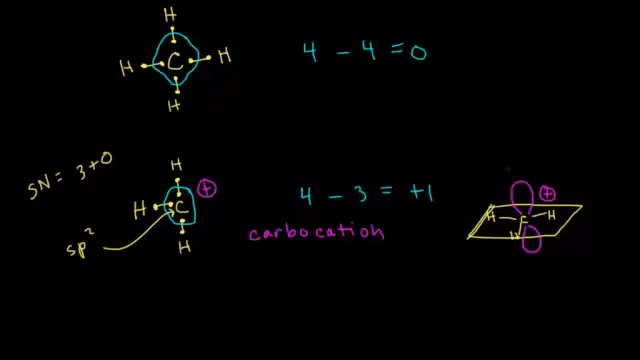 H
H C H 4 - 4 = 0
H
SN = 3+0
H
H C + 4 - 3 = +1
H
carbocation
sp²
+
H C H
H